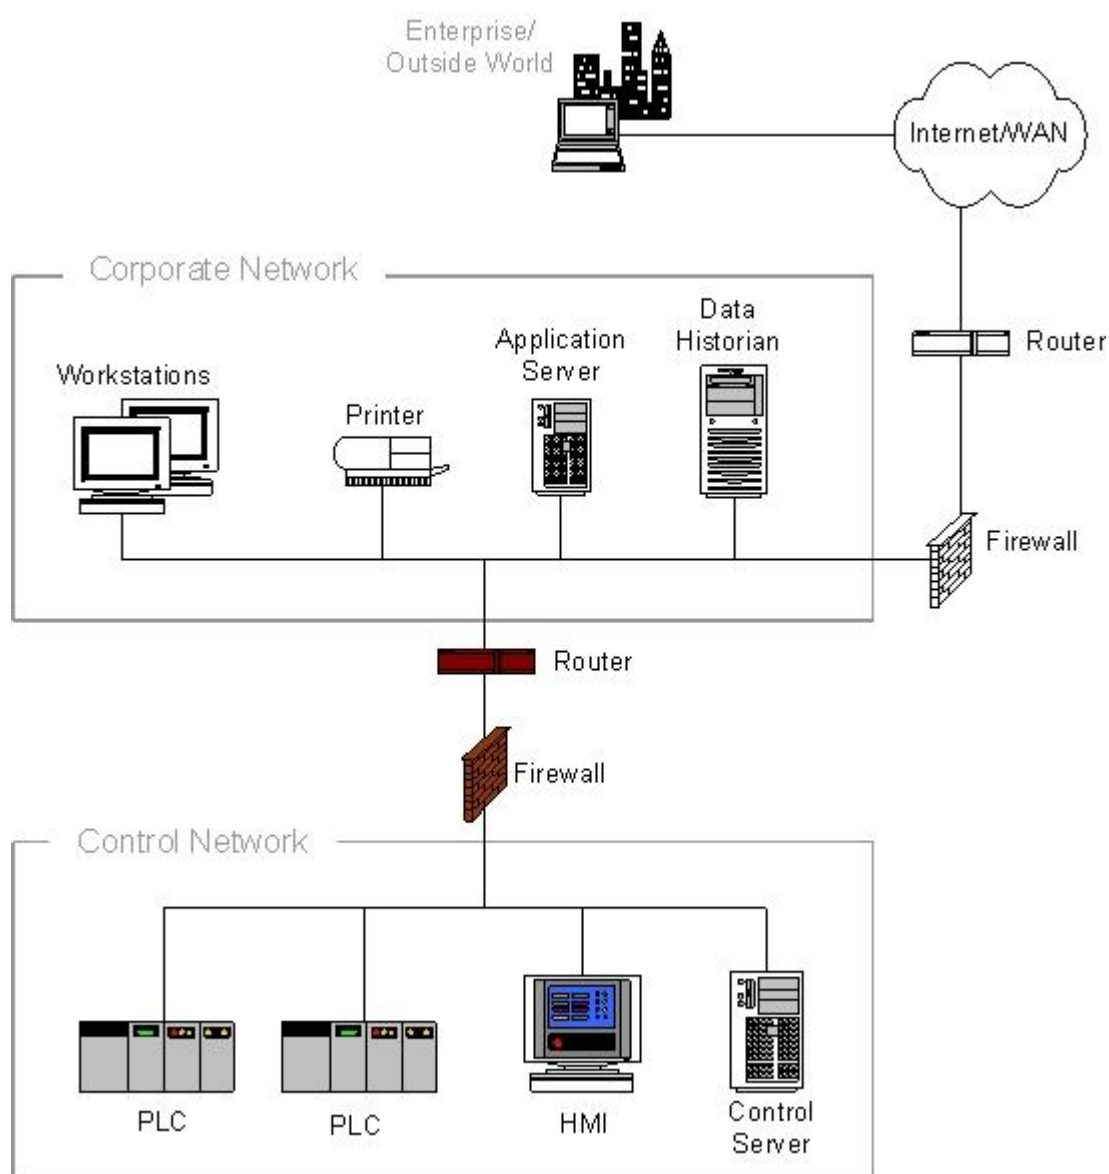 Enterprise/
Outside World
Internet/WAN
Corporate Network
Data
Historian
Application
Server
Router
Workstations
Printer
Firewall
Router
Firewall
Control Network
PLC
PLC
HMI
Control
Server